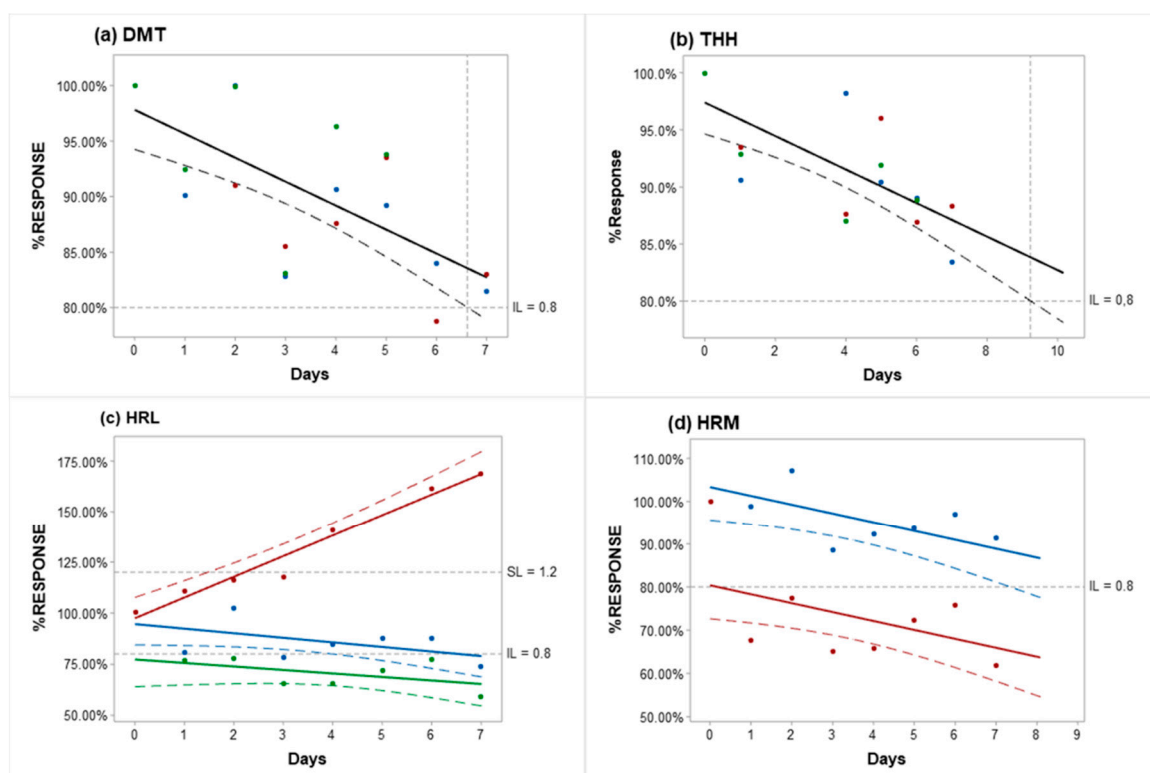 (a) DMT
%RESPONSE
100.00%
95.00%
90.00%
85.00%
80.00%
IL = 0.8
0 1 2 3 4 5 6 7
Days
(b) THH
%Response
100.0%
95.0%
90.0%
85.0%
80.0%
IL = 0,8
0 2 4 6 8 10
Days
(c) HRL
%RESPONSE
175.00%
150.00%
125.00%
100.00%
75.00%
50.00%
SL = 1.2
IL = 0.8
0 1 2 3 4 5 6 7
Days
(d) HRM
%RESPONSE
110.00%
100.00%
90.00%
80.00%
70.00%
60.00%
50.00%
IL = 0.8
0 1 2 3 4 5 6 7 8 9
Days